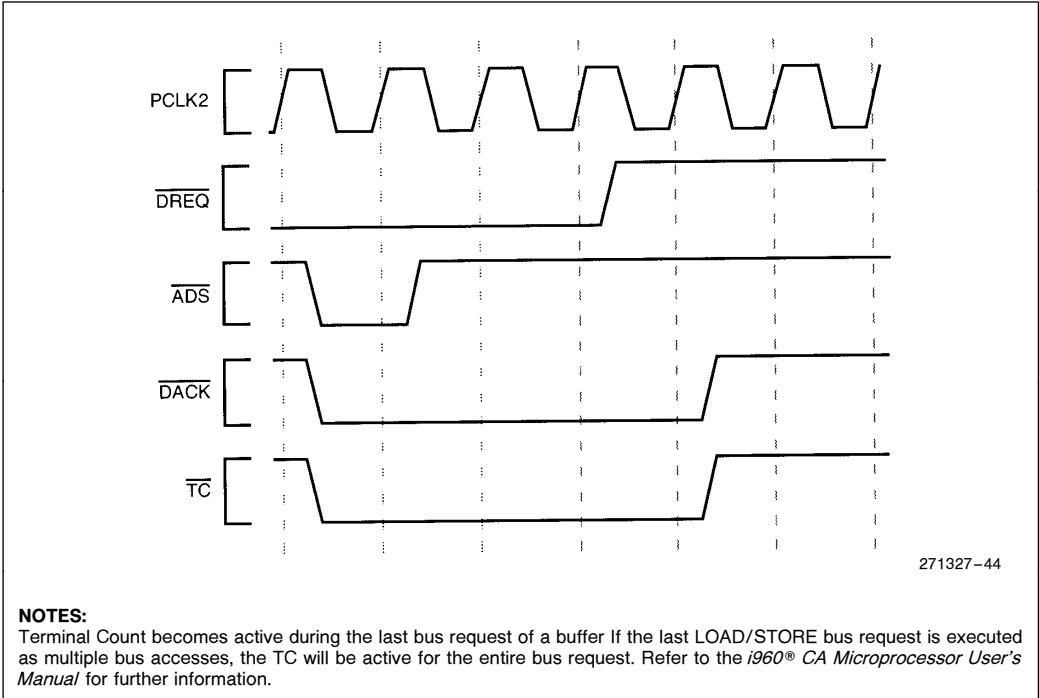 PCLK2
DREQ
ADS
DACK
TC
271327–44
NOTES:
Terminal Count becomes active during the last bus request of a buffer If the last LOAD/STORE bus request is executed
as multiple bus accesses, the TC will be active for the entire bus request. Refer to the i960® CA Microprocessor User's
Manual for further information.